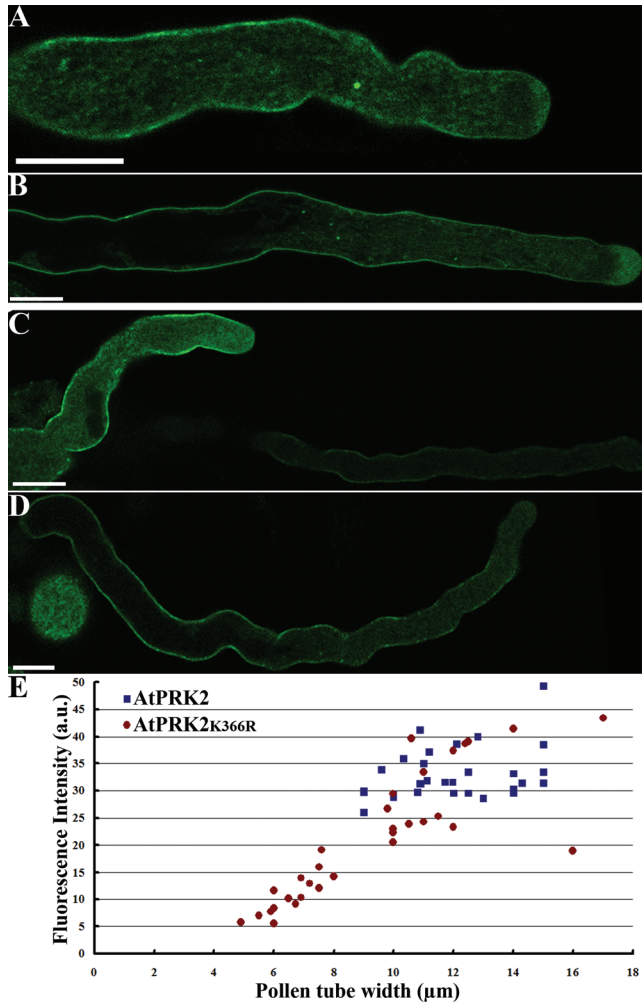 A
B
C
D
E
AtPRK2
AtPRK2K366R
Fluorescence Intensity (a.u.)
50
45
40
35
30
25
20
15
10
5
0
0 2 4 6 8 10 12 14 16 18
Pollen tube width (µm)